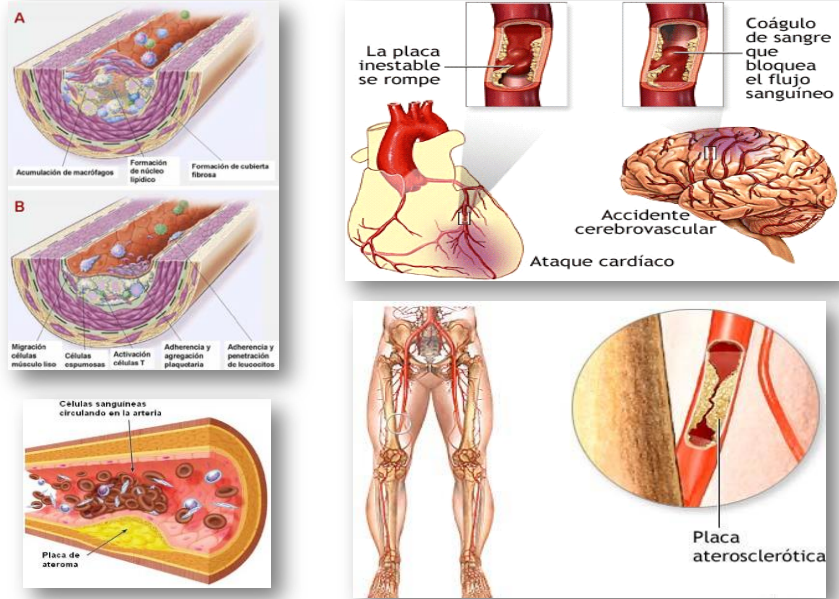 A
Acumulación de macrófagos
Formación
de núcleo
lipídico
Formación de cubierta
fibrosa
B
Migración
células
músculo liso
Células
espumosas
Activación
células T
Adherencia y
agregación
plaquotaria
Adherencia y
penetración
de leucocitos
Células sanguíneas
circulando en la arteria
Placa de
ateroma
La placa
inestable
se rompe
Coágulo
de sangre
que
bloquea
el flujo
sanguíneo
Accidente
cerebrovascular
Ataque cardíaco
Placa
aterosclerótica